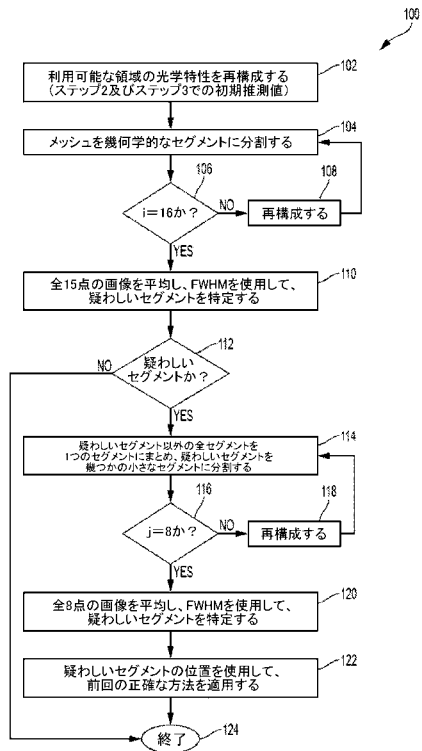 100
利用可能な領域の光学特性を再構成する
(ステップ2及びステップ3での初期推測値)
102
メッシュを幾何学的なセグメントに分割する
104
106
108
i=16か?
NO
再構成する
YES
全15点の画像を平均し、FWHMを使用して、
疑わしいセグメントを特定する
110
112
NO
疑わしい
セグメントか?
YES
疑わしいセグメント以外の全セグメントを
1つのセグメントにまとめ、疑わしいセグメントを
幾つかの小さなセグメントに分割する
114
116
118
j=8か?
NO
再構成する
YES
全8点の画像を平均し、FWHMを使用して、
疑わしいセグメントを特定する
120
疑わしいセグメントの位置を使用して、
前回の正確な方法を適用する
122
終了
124